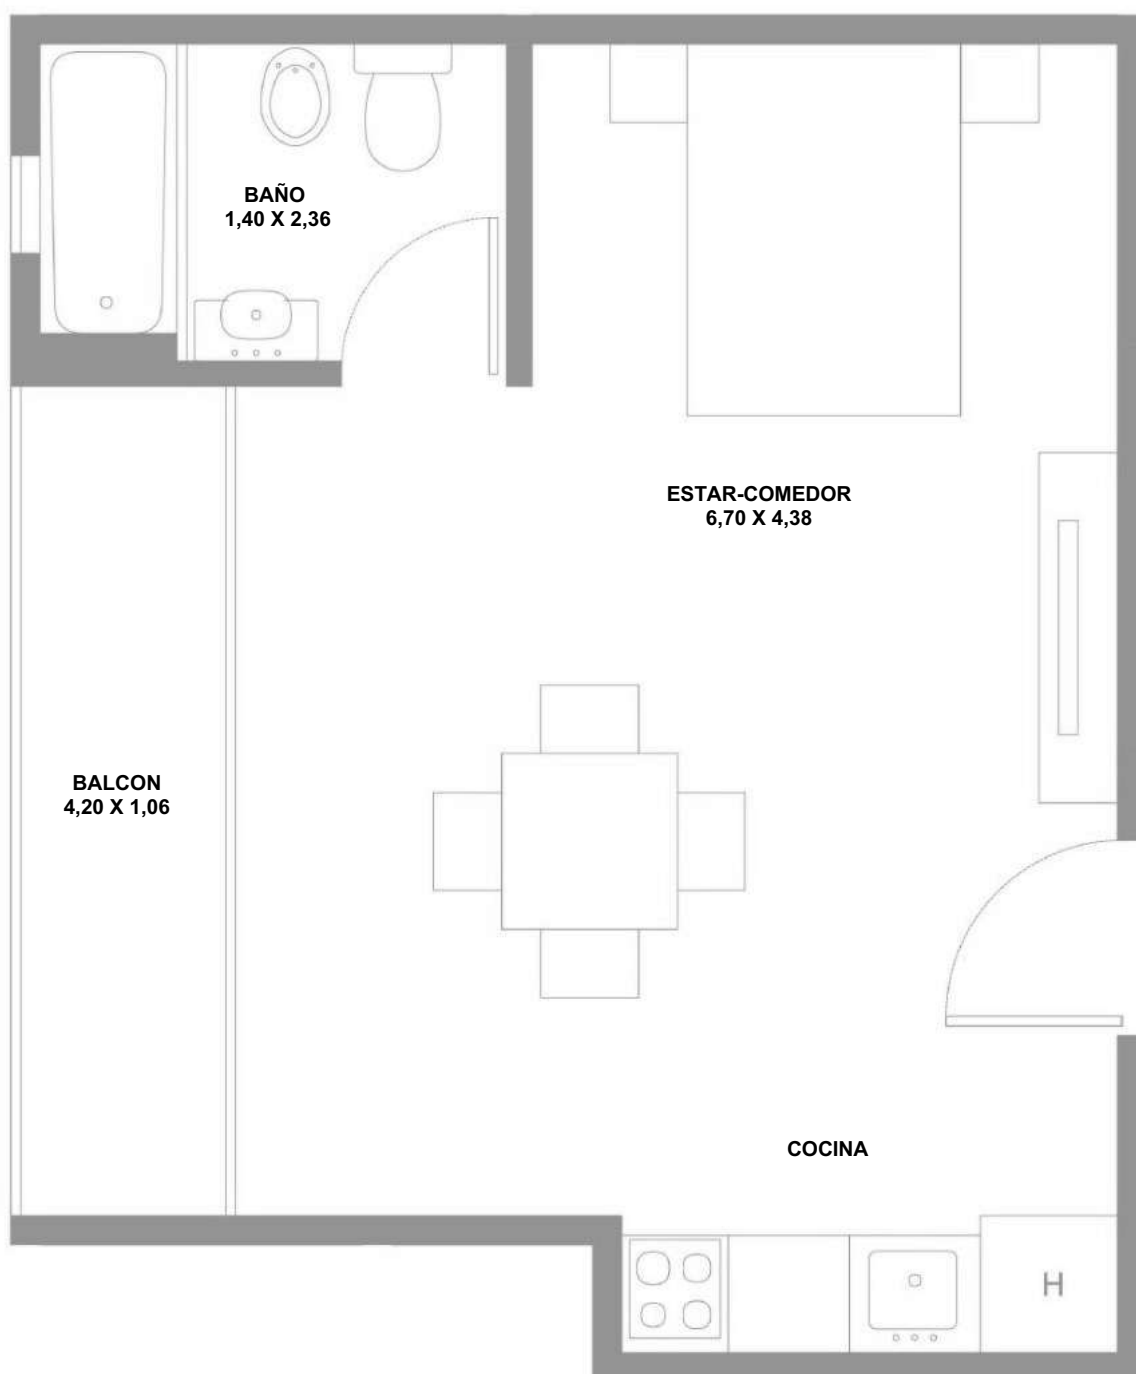 BAÑO
1,40 X 2,36
ESTAR-COMEDOR
6,70 X 4,38
BALCON
4,20 X 1,06
COCINA
H